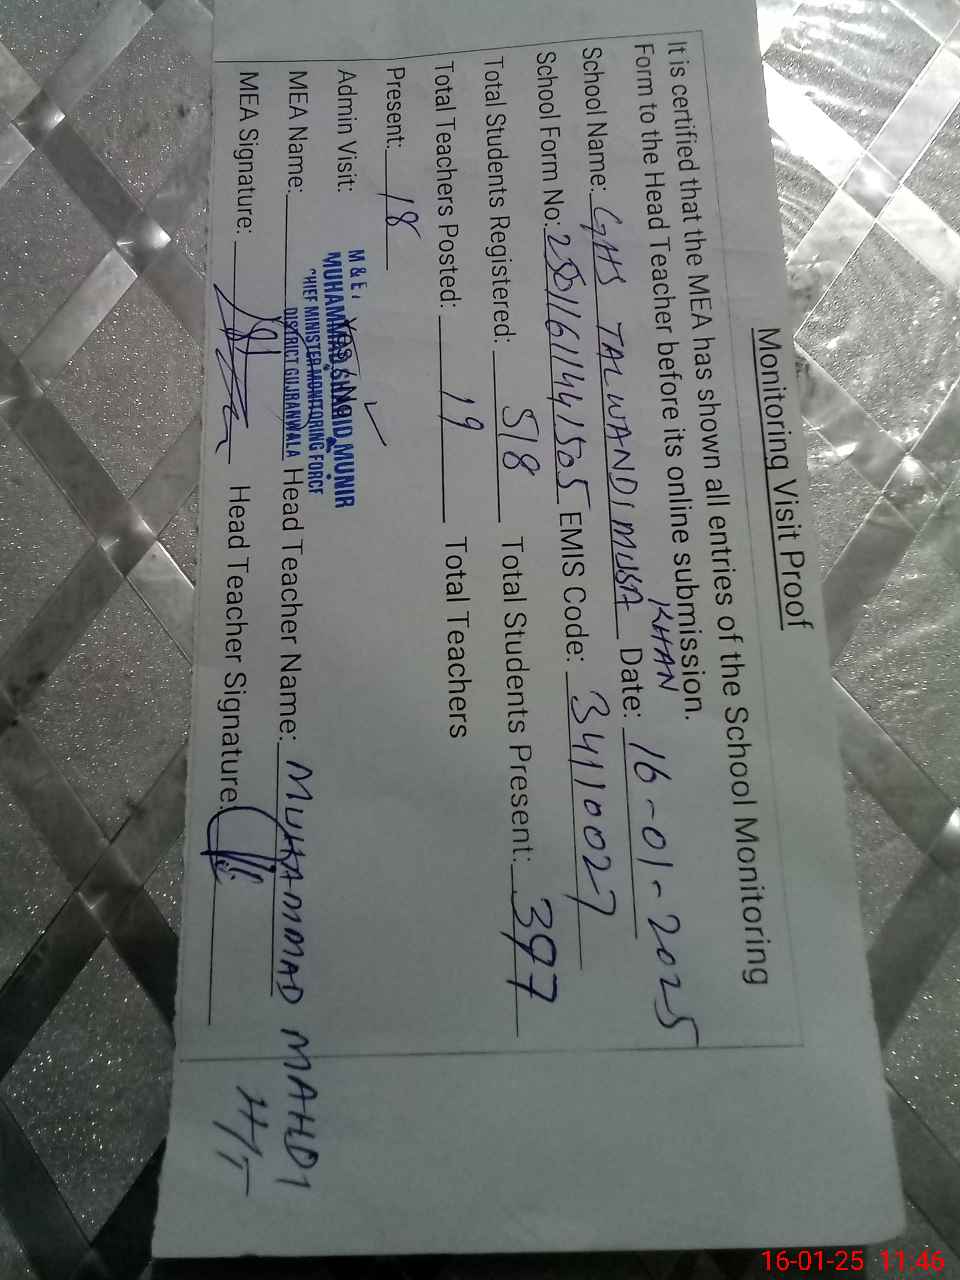 Monitoring Visit Proof
It is certified that the MEA has shown all entries of the School Monitoring
Form to the Head Teacher before its online submission.
KHAN
School Name: GHS TALWANDI MUSA Date: 16-01-2025
School Form No: EMIS Code: 34110027
Total Students Registered: 518 Total Students Present: 397
Total Teachers Posted: 19 Total Teachers
Present: 18
Admin Visit: Yes / No ✓
M & E
MUHAMMAD MUNIR
CHIEF MINISTER MONITORING FORCE
DISTRICT GUJRANWALA
MEA Name: Head Teacher Name: MUHAMMAD MAHDI
MEA Signature: Head Teacher Signature: H/T
16-01-25 11:46